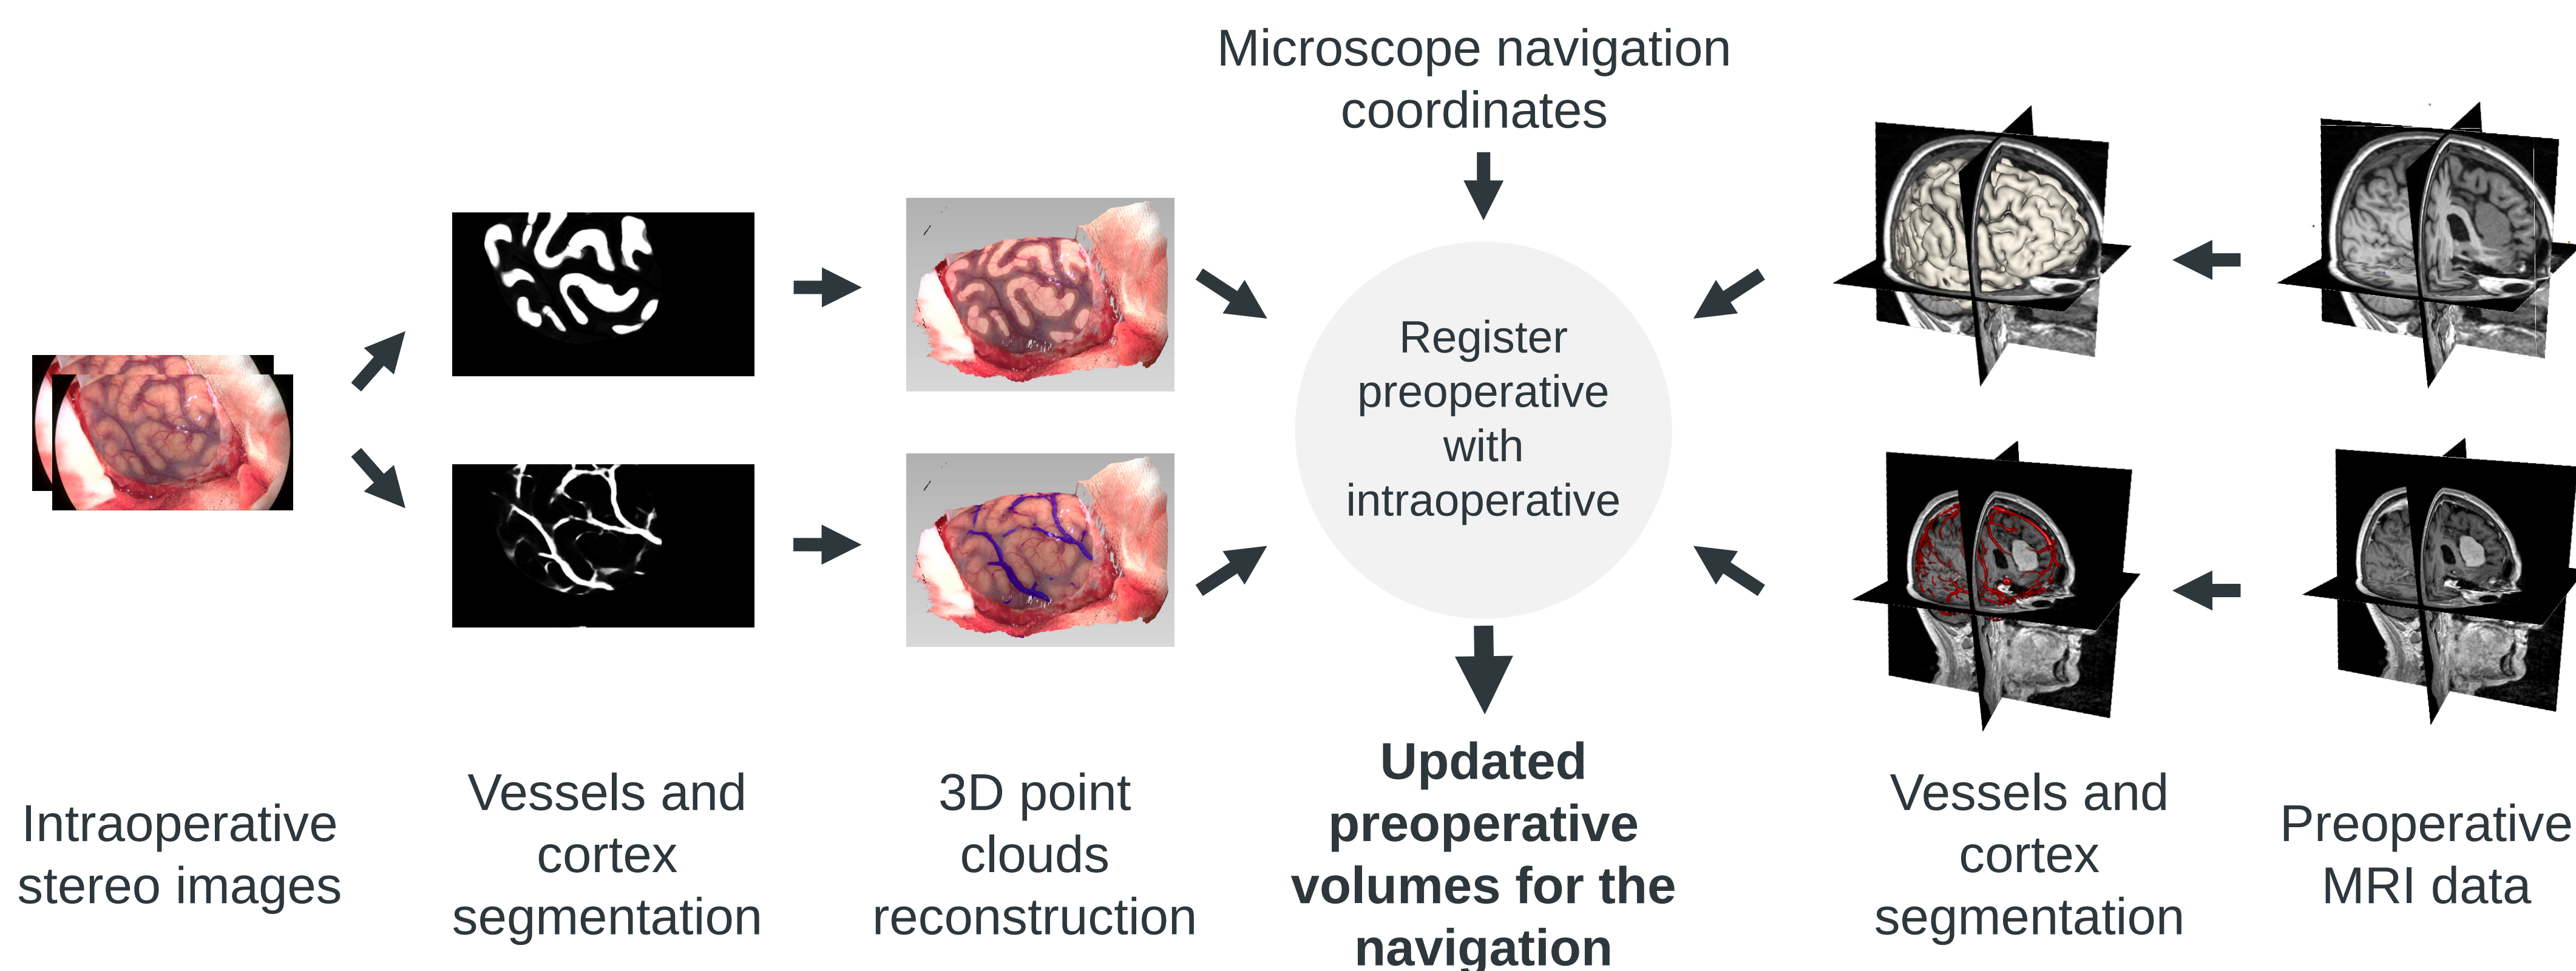 Microscope navigation
coordinates
Register
preoperative
with
intraoperative
Intraoperative
stereo images
Vessels and
cortex
segmentation
3D point
clouds
reconstruction
Updated
preoperative
volumes for the
navigation
Vessels and
cortex
segmentation
Preoperative
MRI data